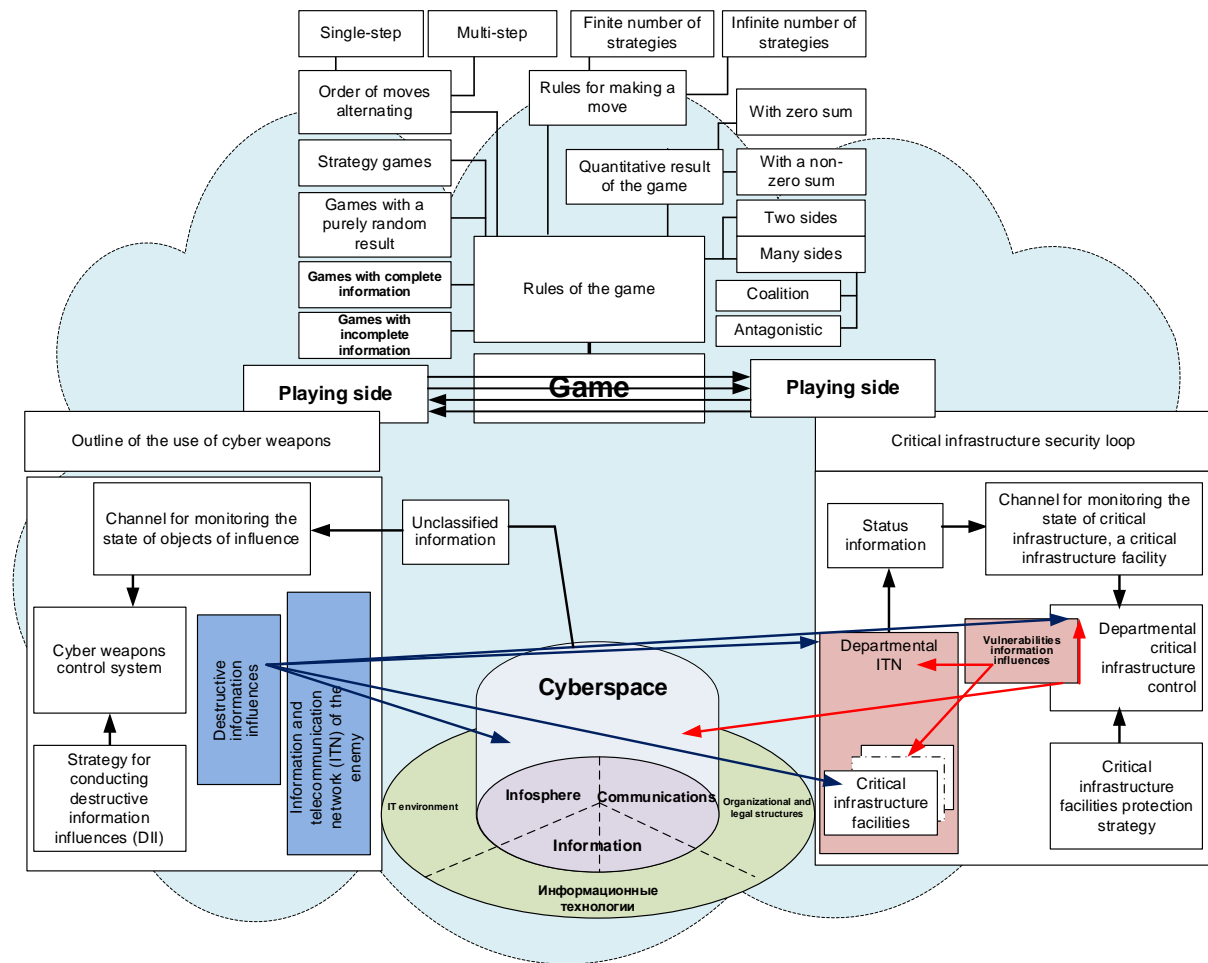 Single-step
Multi-step
Finite number of
strategies
Infinite number of
strategies
Order of moves
alternating
Rules for making a
move
With zero sum
Strategy games
Quantitative result
of the game
With a non-
zero sum
Games with a
purely random
result
Two sides
Many sides
Games with complete
information
Rules of the game
Coalition
Games with
incomplete
information
Antagonistic
Playing side
Game
Playing side
Outline of the use of cyber weapons
Critical infrastructure security loop
Channel for monitoring the
state of objects of influence
Unclassified
information
Status
information
Channel for monitoring the
state of critical
infrastructure, a critical
infrastructure facility
Cyber weapons
control system
Destructive
information
influences
Information and
telecommunication
network (ITN) of the
enemy
Departmental
ITN
Vulnerabilities
information
influences
Departmental
critical
infrastructure
control
Cyberspace
Strategy for
conducting
destructive
information
influences (DII)
IT environment
Infosphere
Communications
Organizational and
legal structures
Information
Информационные
технологии
Critical
infrastructure
facilities
Critical
infrastructure
facilities protection
strategy